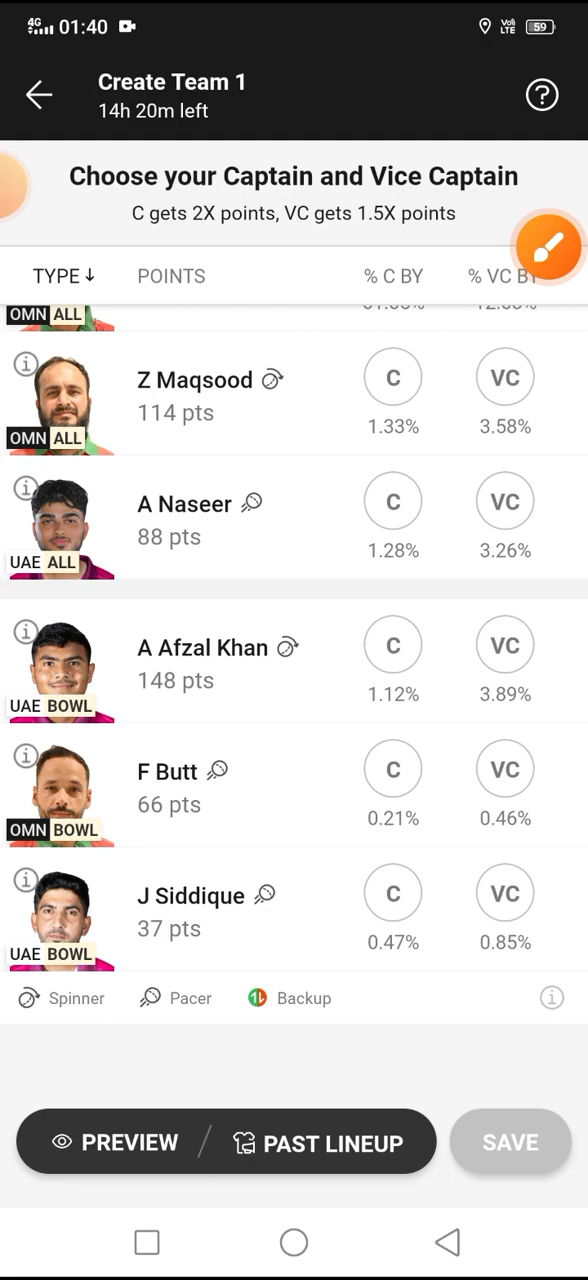 4G 01:40 VoI) LTE 59
Create Team 1
14h 20m left
Choose your Captain and Vice Captain
C gets 2X points, VC gets 1.5X points
TYPE ↓ POINTS % C BY % VC BY
OMN ALL
Z Maqsood
114 pts
C VC
1.33% 3.58%
OMN ALL
A Naseer
88 pts
C VC
1.28% 3.26%
UAE ALL
A Afzal Khan
148 pts
C VC
1.12% 3.89%
UAE BOWL
F Butt
66 pts
C VC
0.21% 0.46%
OMN BOWL
J Siddique
37 pts
C VC
0.47% 0.85%
UAE BOWL
Spinner Pacer Backup
PREVIEW / PAST LINEUP SAVE